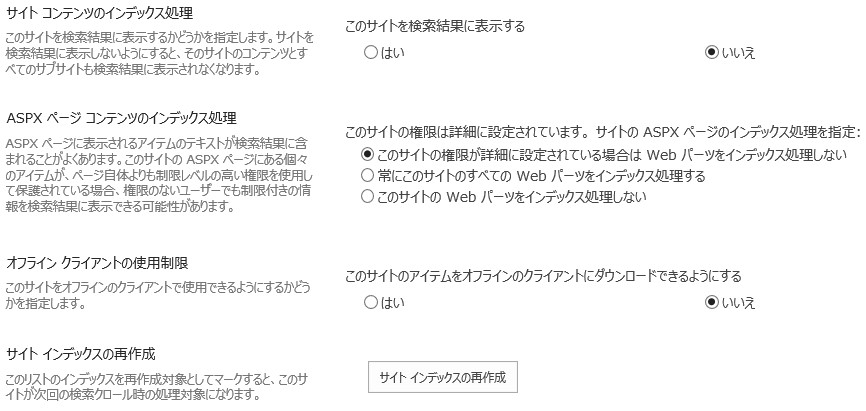 サイト コンテンツのインデックス処理
このサイトを検索結果に表示するかどうかを指定します。サイトを
検索結果に表示しないようにすると、そのサイトのコンテンツとす
べてのサブサイトも検索結果に表示されなくなります。
このサイトを検索結果に表示する
はい
いいえ
ASPX ページ コンテンツのインデックス処理
ASPX ページに表示されるアイテムのテキストが検索結果に含
まれることがよくあります。このサイトの ASPX ページにある個々
のアイテムが、ページ自体よりも制限レベルの高い権限を使用し
て保護されている場合、権限のないユーザーでも制限付きの情
報を検索結果に表示できる可能性があります。
このサイトの権限は詳細に設定されています。 サイトの ASPX ページのインデックス処理を指定:
このサイトの権限が詳細に設定されている場合は Web パーツをインデックス処理しない
常にこのサイトのすべての Web パーツをインデックス処理する
このサイトの Web パーツをインデックス処理しない
オフライン クライアントの使用制限
このサイトをオフラインのクライアントで使用できるようにするかどう
かを指定します。
このサイトのアイテムをオフラインのクライアントにダウンロードできるようにする
はい
いいえ
サイト インデックスの再作成
このリストのインデックスを再作成対象としてマークすると、このサ
イトが次回の検索クロール時の処理対象になります。
サイト インデックスの再作成